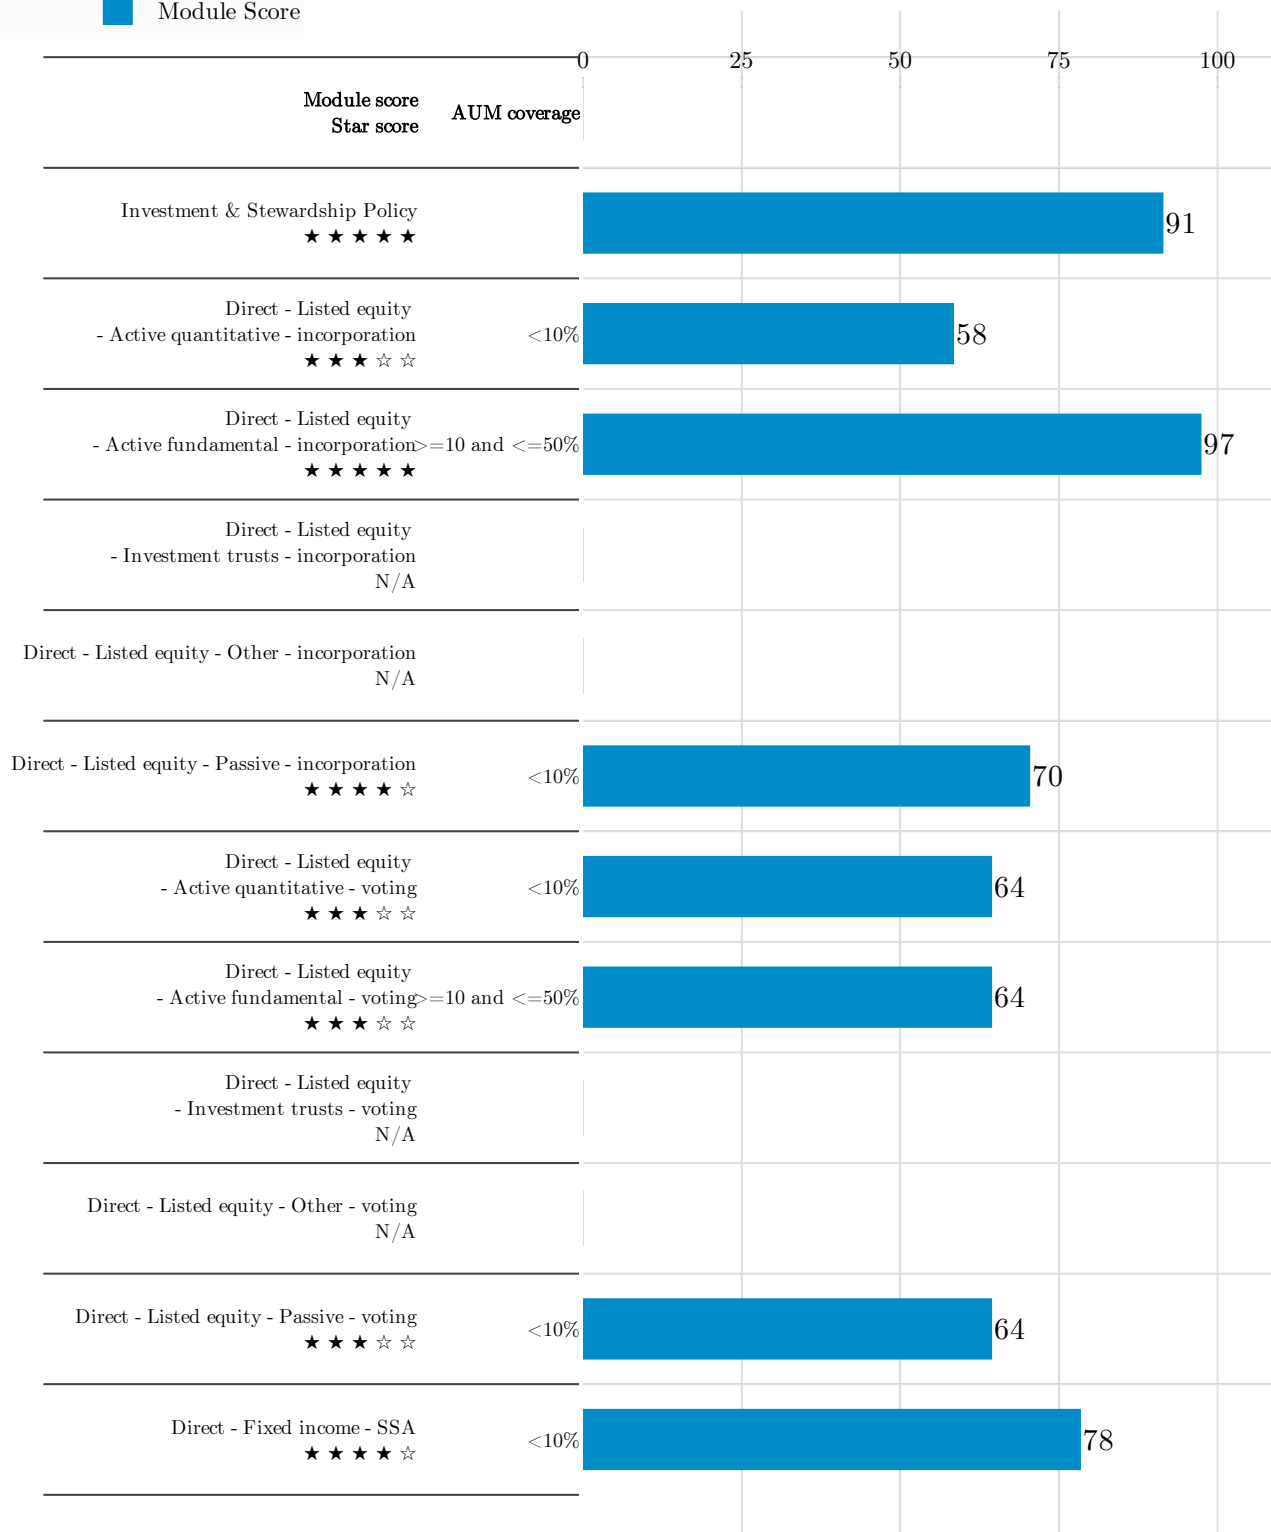 Module Score
0 25 50 75 100
Module score
Star score
AUM coverage
Investment & Stewardship Policy
★ ★ ★ ★ ★
91
Direct - Listed equity
- Active quantitative - incorporation
★ ★ ★ ☆ ☆
<10%
58
Direct - Listed equity
- Active fundamental - incorporation
★ ★ ★ ★ ★
>=10 and <=50%
97
Direct - Listed equity
- Investment trusts - incorporation
N/A
Direct - Listed equity - Other - incorporation
N/A
Direct - Listed equity - Passive - incorporation
★ ★ ★ ★ ☆
<10%
70
Direct - Listed equity
- Active quantitative - voting
★ ★ ★ ☆ ☆
<10%
64
Direct - Listed equity
- Active fundamental - voting
★ ★ ★ ☆ ☆
>=10 and <=50%
64
Direct - Listed equity
- Investment trusts - voting
N/A
Direct - Listed equity - Other - voting
N/A
Direct - Listed equity - Passive - voting
★ ★ ★ ☆ ☆
<10%
64
Direct - Fixed income - SSA
★ ★ ★ ★ ☆
<10%
78